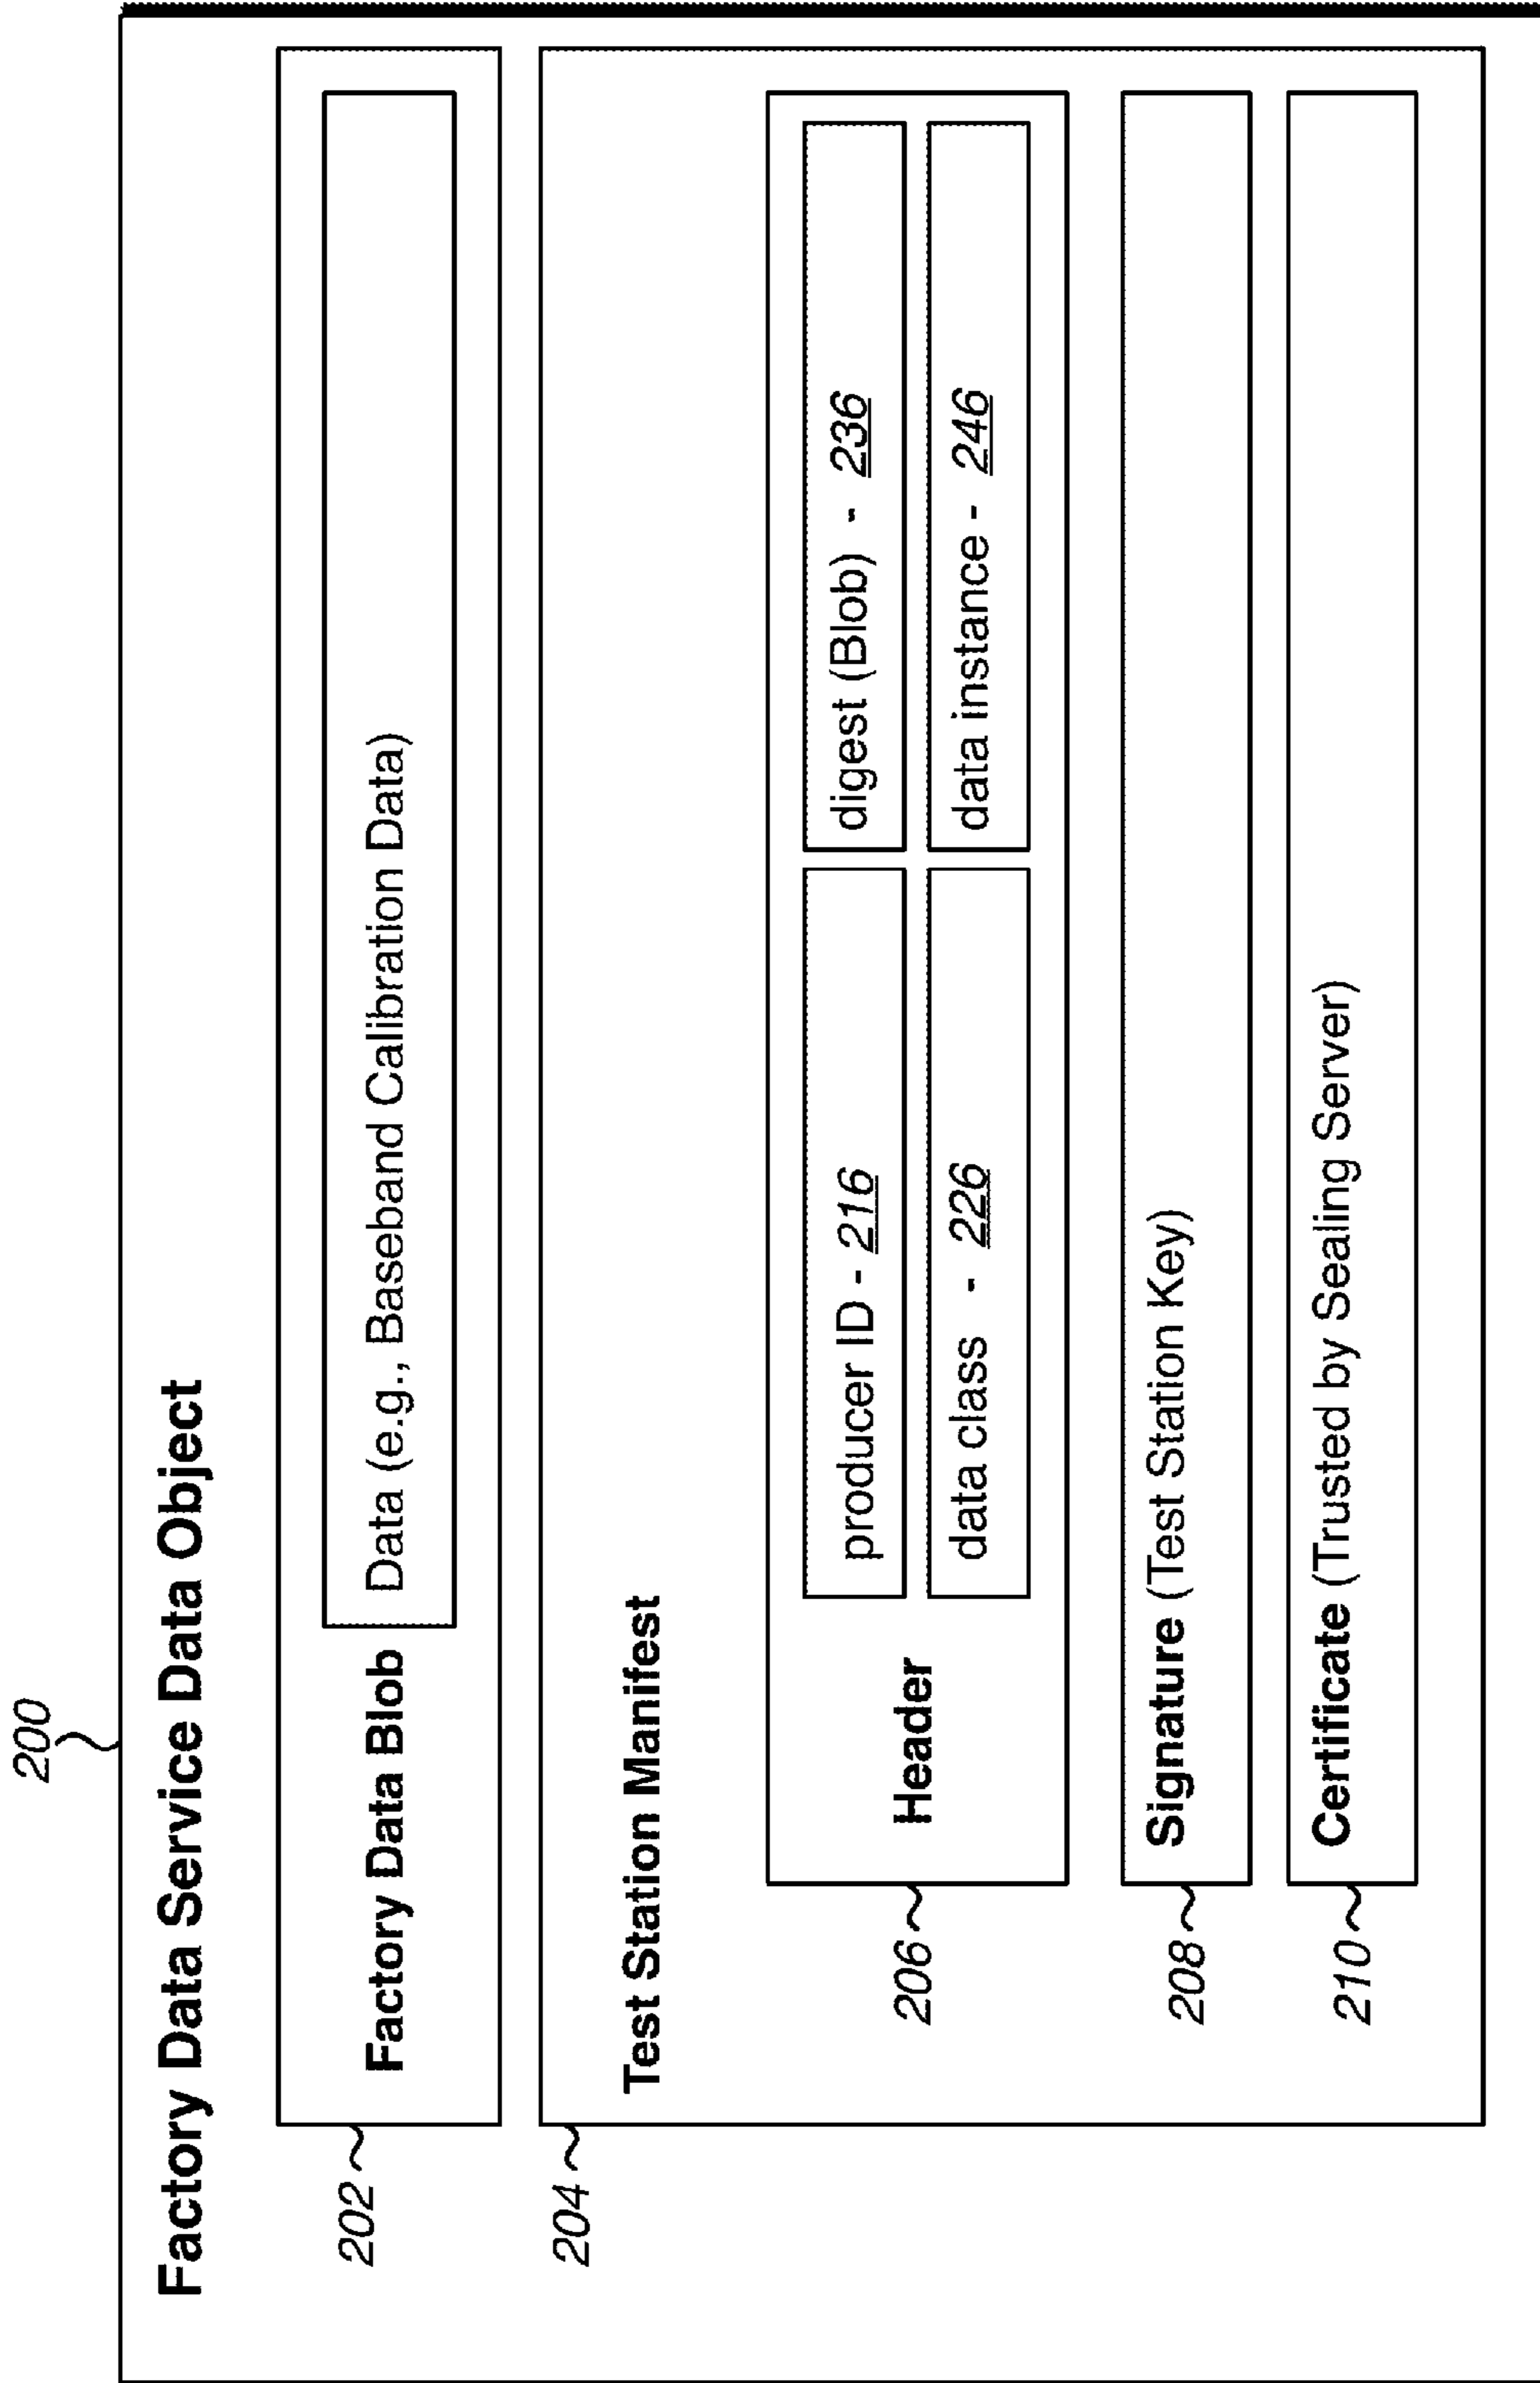 200
Factory Data Service Data Object
202
Factory Data Blob
Data (e.g., Baseband Calibration Data)
204
Test Station Manifest
206
Header
producer ID - 216
digest (Blob) - 236
data class - 226
data instance - 246
208
Signature (Test Station Key)
210
Certificate (Trusted by Sealing Server)